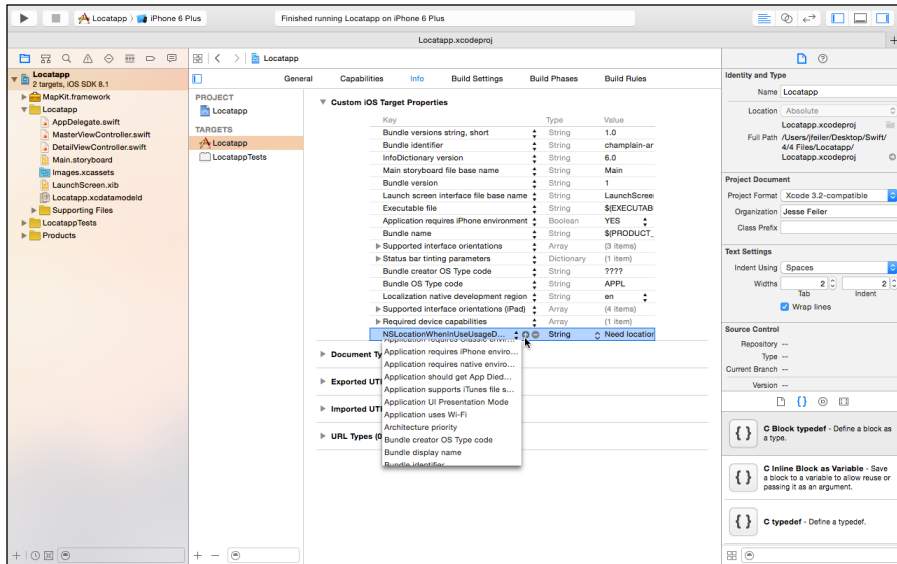 Locatapp
iPhone 6 Plus
Finished running Locatapp on iPhone 6 Plus
Locatapp.xcodeproj
Locatapp
2 targets, iOS SDK 8.1
MapKit.framework
Locatapp
AppDelegate.swift
MasterViewController.swift
DetailViewController.swift
Main.storyboard
Images.xcassets
LaunchScreen.xib
Locatapp.xcdatamodeld
Supporting Files
LocatappTests
Products
Locatapp
General Capabilities Info Build Settings Build Phases Build Rules
PROJECT
Locatapp
TARGETS
Locatapp
LocatappTests
Custom iOS Target Properties
Key Type Value
Bundle versions string, short String 1.0
Bundle identifier String champlain-ar
InfoDictionary version String 6.0
Main storyboard file base name String Main
Bundle version String 1
Launch screen interface file base name String LaunchScree
Executable file String $(EXECUTAB
Application requires iPhone environment Boolean YES
Bundle name String $(PRODUCT_
Supported interface orientations Array (3 items)
Status bar tinting parameters Dictionary (1 item)
Bundle creator OS Type code String ????
Bundle OS Type code String APPL
Localization native development region String en
Supported interface orientations (iPad) Array (4 items)
Required device capabilities Array (1 item)
NSLocationWhenInUseUsageD... String Need location
Application requires iPhone enviro...
Application requires native enviro...
Application should get App Died...
Application supports iTunes file s...
Application UI Presentation Mode
Application uses Wi-Fi
Architecture priority
Bundle creator OS Type code
Bundle display name
Bundle identifier
Document Ty
Exported UTI
Imported UTI
URL Types (0
Identity and Type
Name Locatapp
Location Absolute
Locatapp.xcodeproj
Full Path /Users/jfeiler/Desktop/Swift/
4/4 Files/Locatapp/
Locatapp.xcodeproj
Project Document
Project Format Xcode 3.2-compatible
Organization Jesse Feiler
Class Prefix
Text Settings
Indent Using Spaces
Widths 2 2
Tab Indent
Wrap lines
Source Control
Repository --
Type --
Current Branch --
Version --
{ } C Block typedef - Define a block as
a type.
{ } C Inline Block as Variable - Save
a block to a variable to allow reuse or
passing it as an argument.
{ } C typedef - Define a typedef.